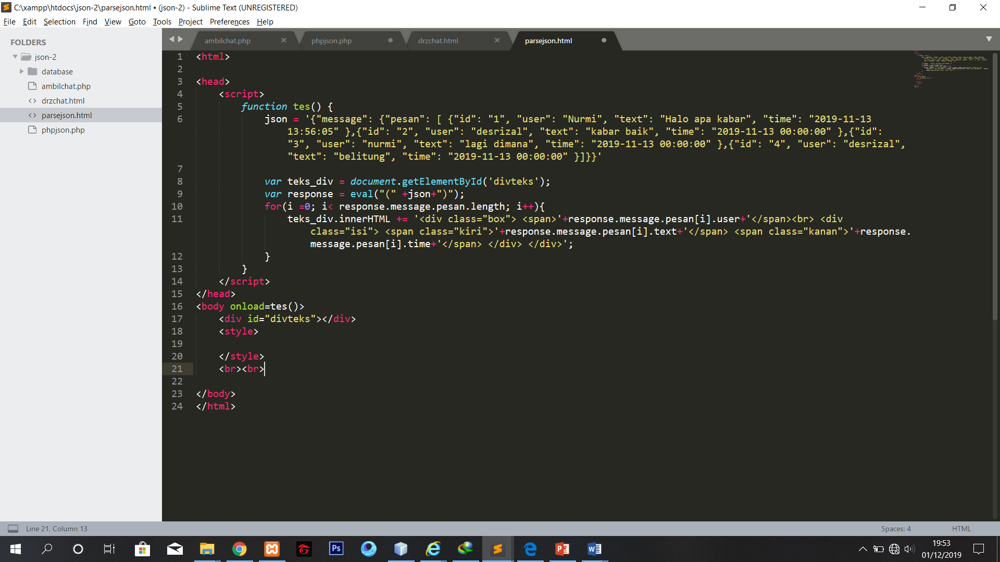 C:\xampp\htdocs\json-2\parsejson.html • (json-2) - Sublime Text (UNREGISTERED)
File Edit Selection Find View Goto Tools Project Preferences Help
FOLDERS
json-2
database
ambilchat.php
drzchat.html
parsejson.html
phpjson.php
ambilchat.php phpjson.php drzchat.html parsejson.html
1 <html>
2
3 <head>
4 <script>
5 function tes() {
6 json = '{"message": {"pesan": [ {"id": "1", "user": "Nurmi", "text": "Halo apa kabar", "time": "2019-11-13
13:56:05" },{"id": "2", "user": "desrizal", "text": "kabar baik", "time": "2019-11-13 00:00:00" },{"id":
"3", "user": "nurmi", "text": "lagi dimana", "time": "2019-11-13 00:00:00" },{"id": "4", "user": "desrizal",
"text": "belitung", "time": "2019-11-13 00:00:00" }]}}'
7
8 var teks_div = document.getElementById('divteks');
9 var response = eval("(" +json+")");
10 for(i =0; i< response.message.pesan.length; i++){
11 teks_div.innerHTML += '<div class="box"> <span>'+response.message.pesan[i].user+'</span><br> <div
class="isi"> <span class="kiri">'+response.message.pesan[i].text+'</span> <span class="kanan">'+response.
message.pesan[i].time+'</span> </div> </div>';
12 }
13 }
14 </script>
15 </head>
16 <body onload=tes()>
17 <div id="divteks"></div>
18 <style>
19
20 </style>
21 <br><br>
22
23 </body>
24 </html>
Line 21, Column 13
Spaces: 4 HTML
Ps
19:53
01/12/2019